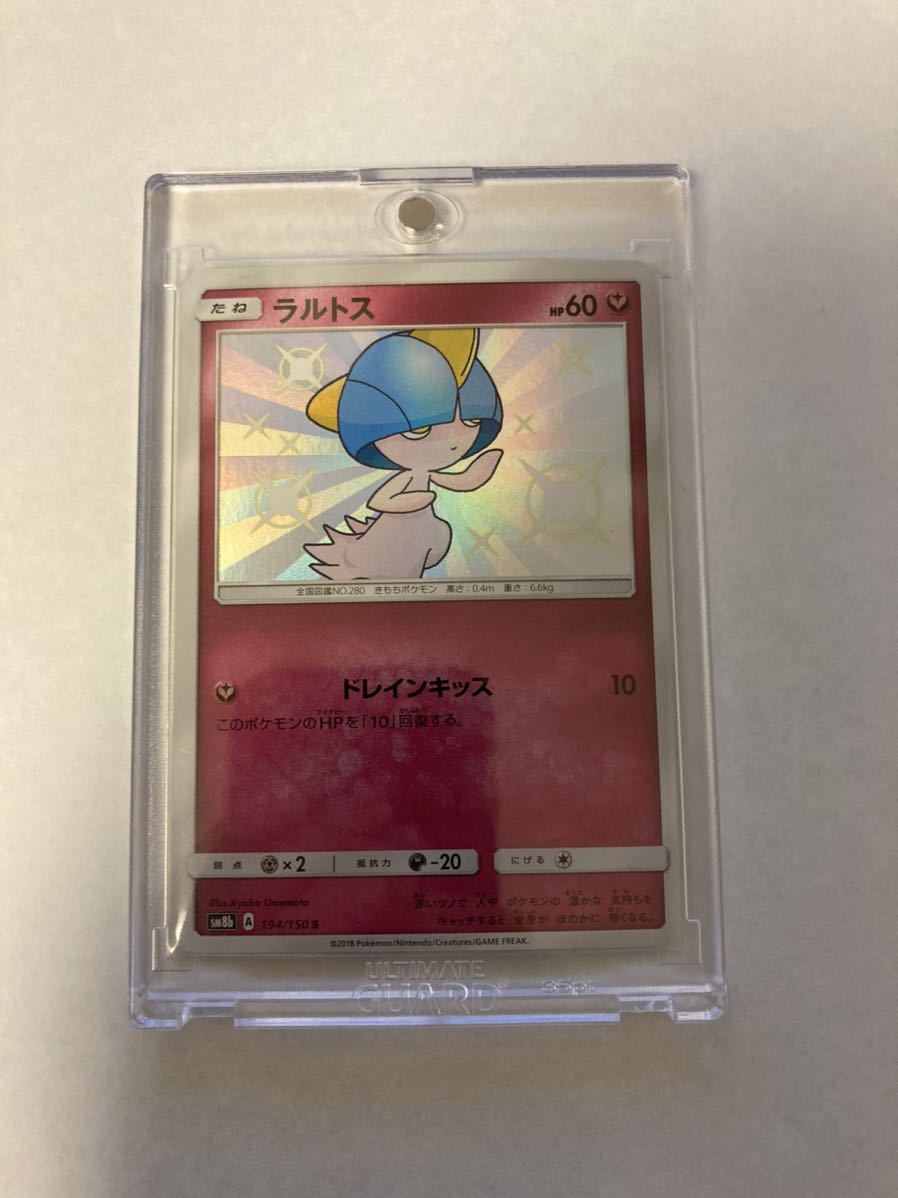 たね ラルトス HP60
全国図鑑NO.280 きもちポケモン 高さ:0.4m 重さ:6.6kg
ドレインキッス 10
このポケモンのHPを「10」回復する。
弱点 ×2 抵抗力 -20 にげる
Illus. Kyoko Umemoto
赤いツノで 人や ポケモンの 温かな 気持ちを
キャッチすると 全身が ほのかに 熱くなる。
SM8b A 194/150 S
©2018 Pokémon/Nintendo/Creatures/GAME FREAK.
ULTIMATE
GUARD